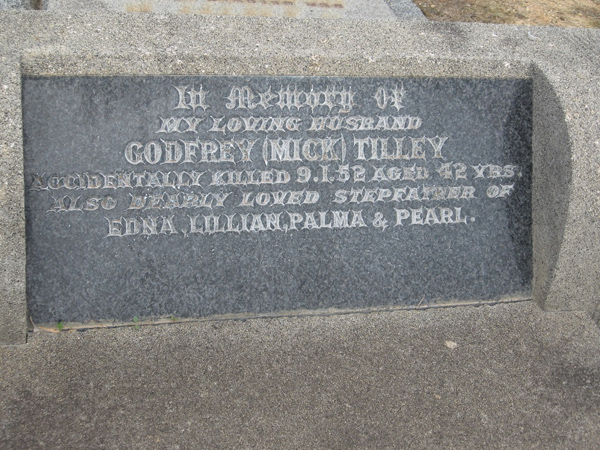 In Memory Of
MY LOVING HUSBAND
GODFREY (MICK) TILLEY
ACCIDENTALLY KILLED 9.1.52 AGED 42 YRS.
ALSO DEARLY LOVED STEPFATHER OF
EDNA, LILLIAN, PALMA & PEARL.